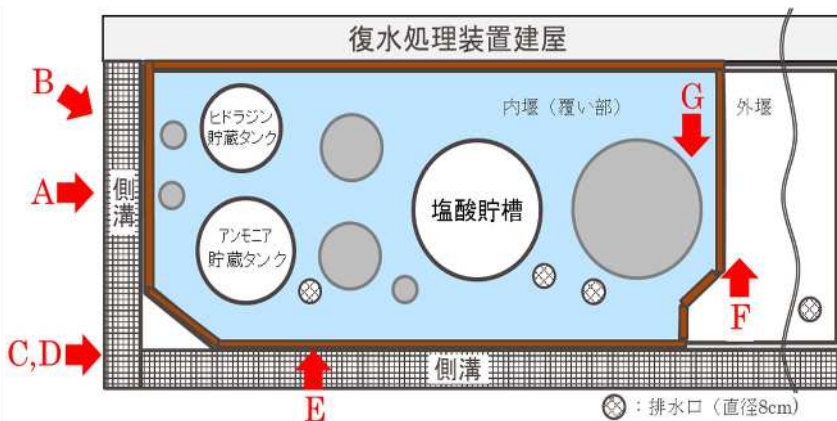 復水処理装置建屋
B
ヒドラジン
貯蔵タンク
内堰（覆い部）
G
外堰
A
側溝
塩酸貯槽
アンモニア
貯蔵タンク
F
C,D
側溝
E
：排水口（直径8cm）